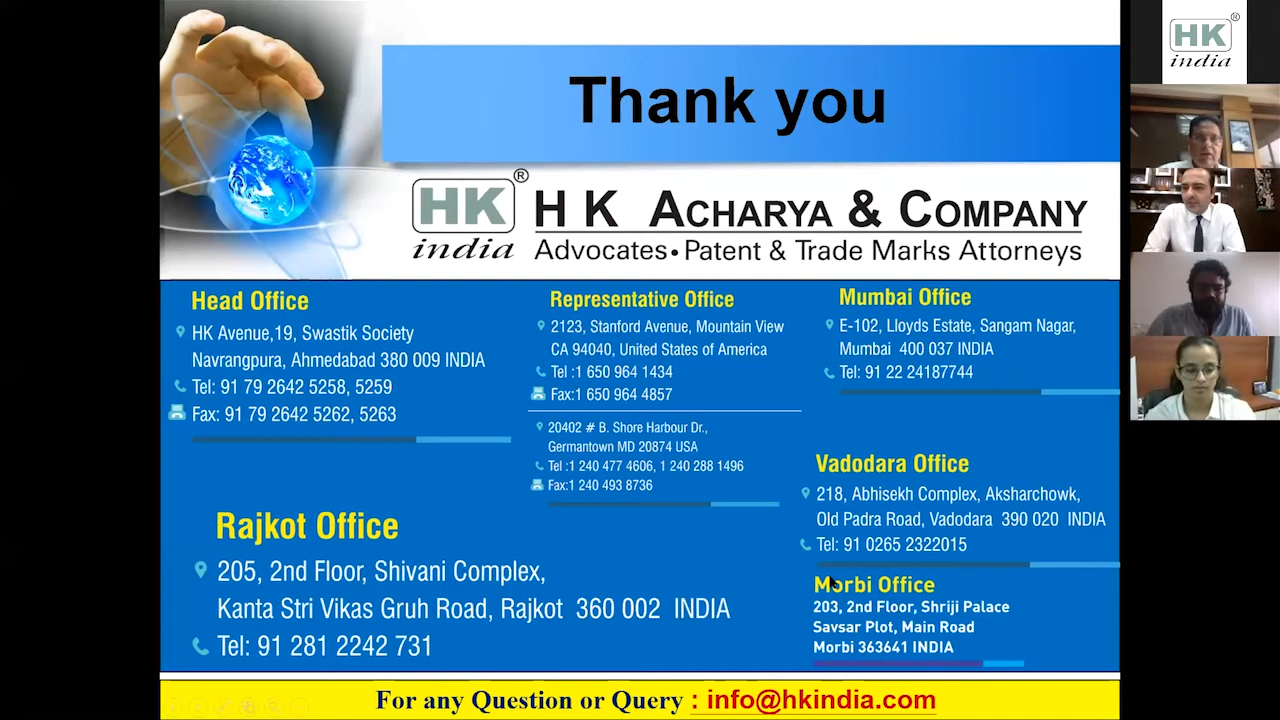 Thank you
HK®
india
H K ACHARYA & COMPANY
Advocates • Patent & Trade Marks Attorneys
Head Office
HK Avenue,19, Swastik Society
Navrangpura, Ahmedabad 380 009 INDIA
Tel: 91 79 2642 5258, 5259
Fax: 91 79 2642 5262, 5263
Representative Office
2123, Stanford Avenue, Mountain View
CA 94040, United States of America
Tel :1 650 964 1434
Fax:1 650 964 4857
20402 # B. Shore Harbour Dr.,
Germantown MD 20874 USA
Tel :1 240 477 4606, 1 240 288 1496
Fax:1 240 493 8736
Mumbai Office
E-102, Lloyds Estate, Sangam Nagar,
Mumbai 400 037 INDIA
Tel: 91 22 24187744
Vadodara Office
218, Abhisekh Complex, Aksharchowk,
Old Padra Road, Vadodara 390 020 INDIA
Tel: 91 0265 2322015
Rajkot Office
205, 2nd Floor, Shivani Complex,
Kanta Stri Vikas Gruh Road, Rajkot 360 002 INDIA
Tel: 91 281 2242 731
Morbi Office
203, 2nd Floor, Shriji Palace
Savsar Plot, Main Road
Morbi 363641 INDIA
For any Question or Query : info@hkindia.com
HK®
india